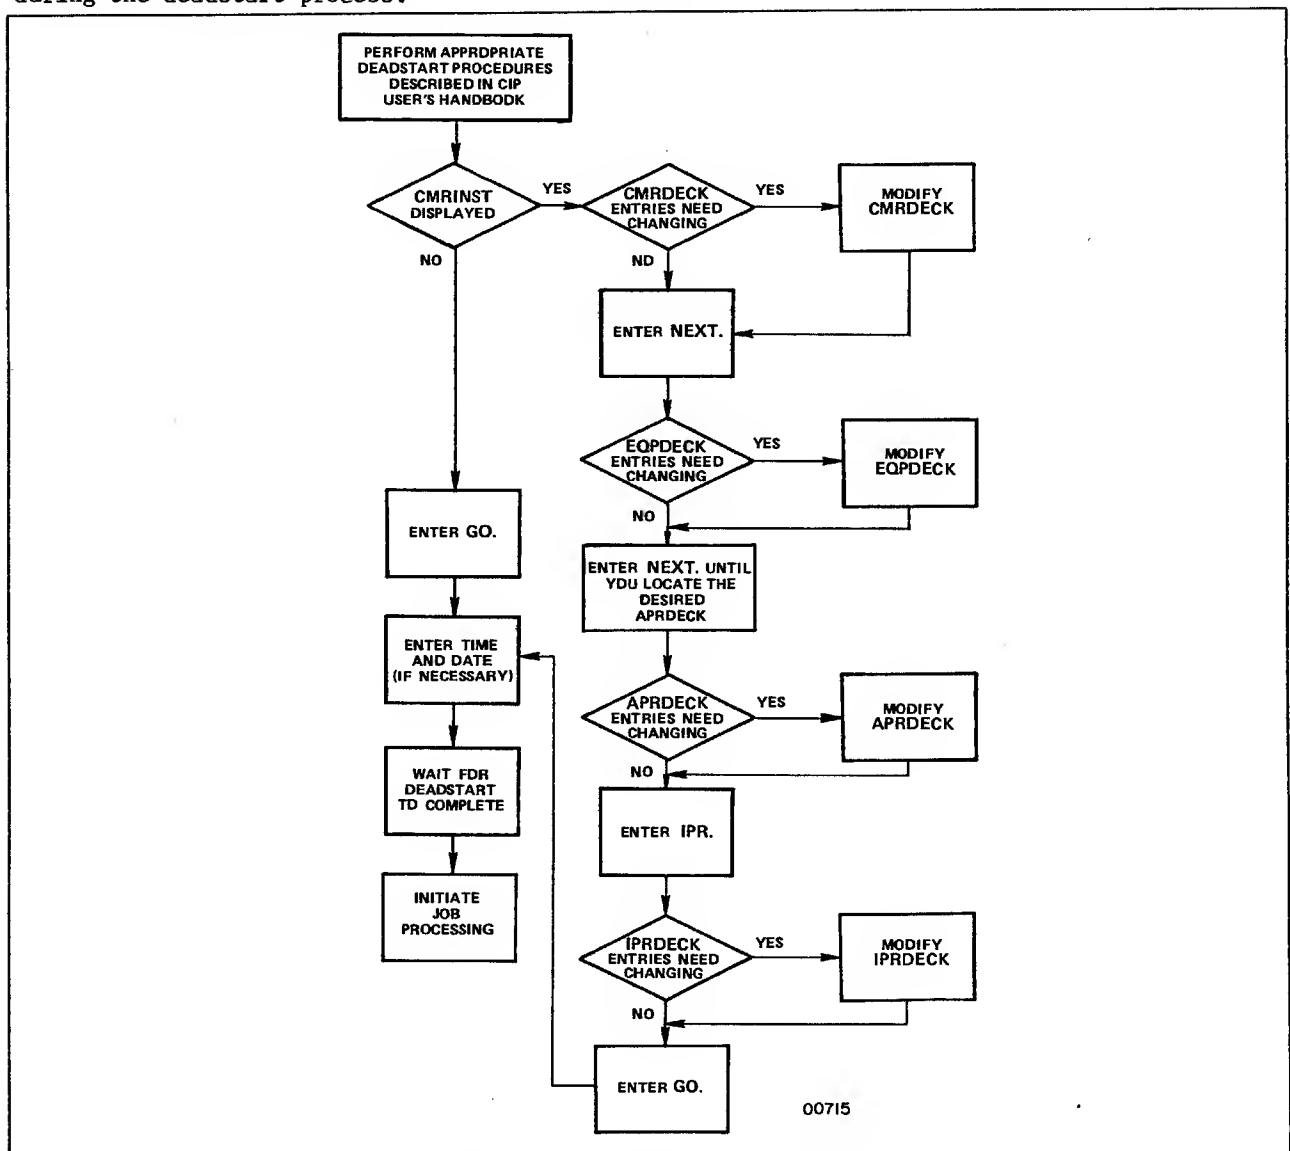 during the deadstart process.
PERFORM APPRDPRIATE
DEADSTART PROCEDURES
DESCRIBED IN CIP
USER'S HANDBDK
CMRINST
DISPLAYED
YES
CMRDECK
ENTRIES NEED
CHANGING
YES
MODIFY
CMRDECK
NO
ND
ENTER NEXT.
EQPDECK
ENTRIES NEED
CHANGING
YES
MODIFY
EQPDECK
NO
ENTER GO.
ENTER NEXT. UNTIL
YDU LOCATE THE
DESIRED
APRDECK
ENTER TIME
AND DATE
(IF NECESSARY)
APRDECK
ENTRIES NEED
CHANGING
YES
MODIFY
APRDECK
NO
WAIT FDR
DEADSTART
TD COMPLETE
ENTER IPR.
INITIATE
JOB
PROCESSING
IPRDECK
ENTRIES NEED
CHANGING
YES
MODIFY
IPRDECK
NO
ENTER GO.
00715